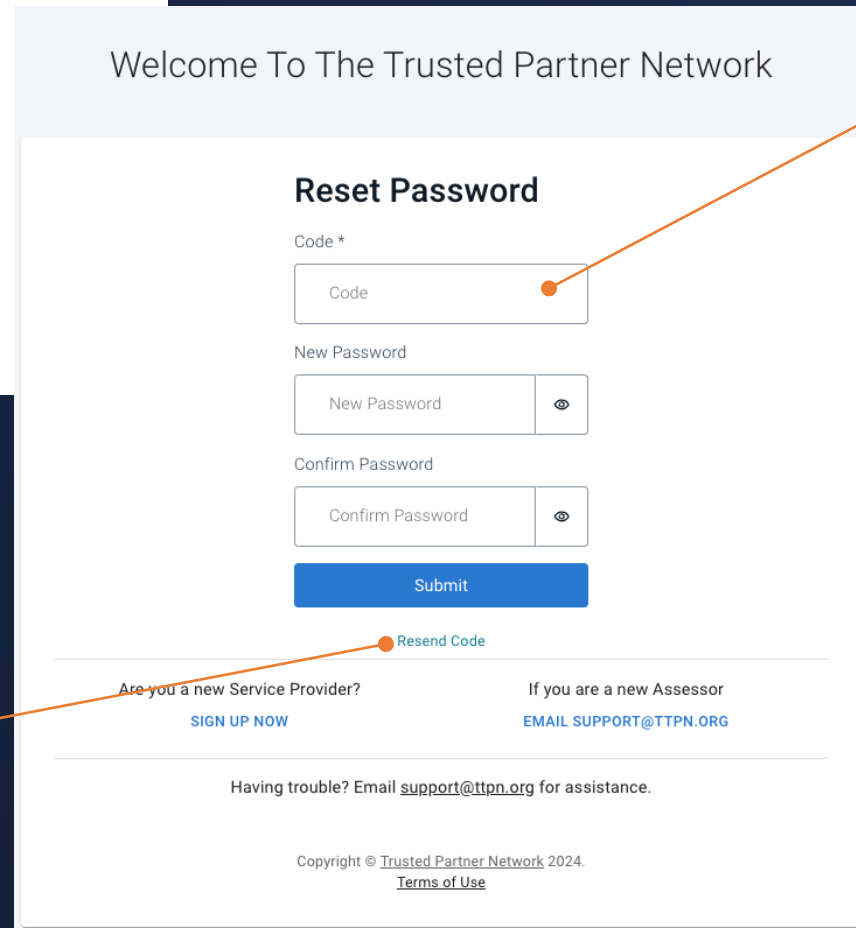 Welcome To The Trusted Partner Network
Reset Password
Code *
Code
New Password
New Password
Confirm Password
Confirm Password
Submit
Resend Code
Are you a new Service Provider?
SIGN UP NOW
If you are a new Assessor
EMAIL SUPPORT@TTPN.ORG
Having trouble? Email support@ttpn.org for assistance.
Copyright © Trusted Partner Network 2024.
Terms of Use